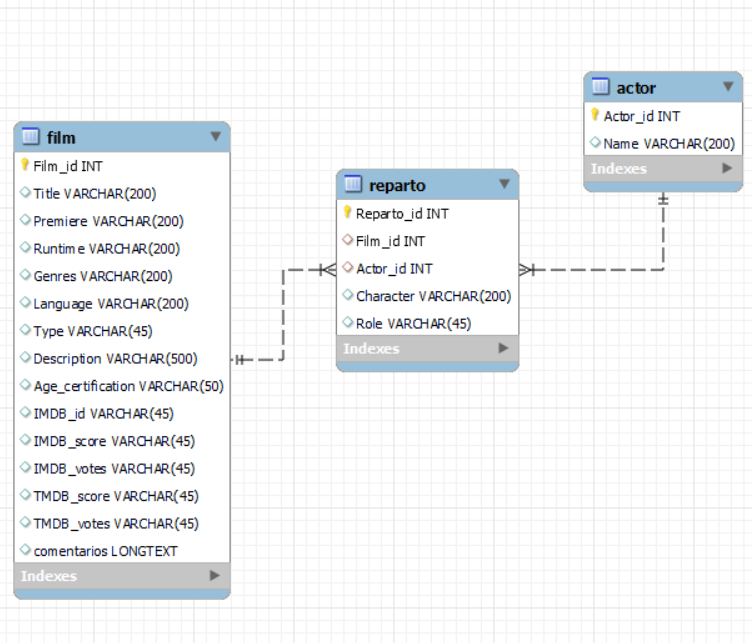 film
Film_id INT
Title VARCHAR(200)
Premiere VARCHAR(200)
Runtime VARCHAR(200)
Genres VARCHAR(200)
Language VARCHAR(200)
Type VARCHAR(45)
Description VARCHAR(500)
Age_certification VARCHAR(50)
IMDB_id VARCHAR(45)
IMDB_score VARCHAR(45)
IMDB_votes VARCHAR(45)
TMDB_score VARCHAR(45)
TMDB_votes VARCHAR(45)
comentarios LONGTEXT
Indexes
reparto
Reparto_id INT
Film_id INT
Actor_id INT
Character VARCHAR(200)
Role VARCHAR(45)
Indexes
actor
Actor_id INT
Name VARCHAR(200)
Indexes